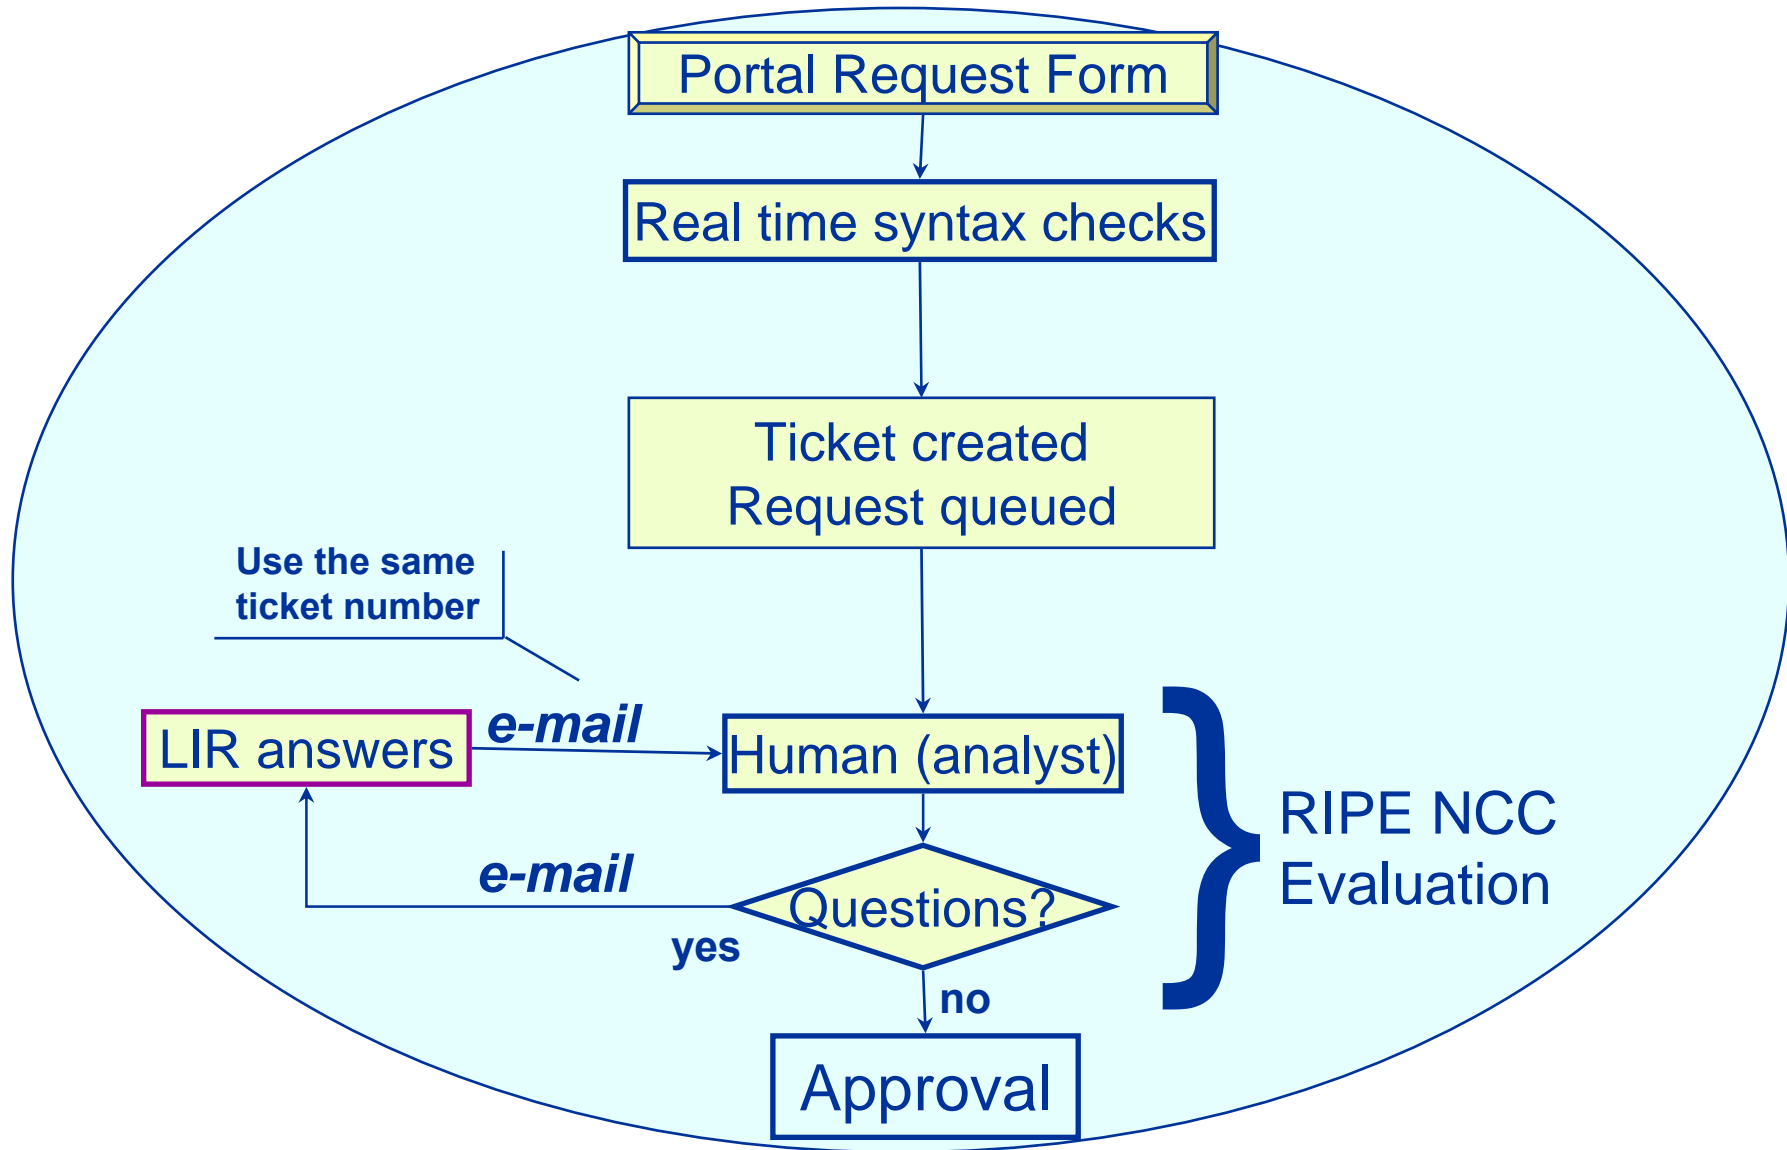 Portal Request Form
Real time syntax checks
Ticket created
Request queued
Use the same
ticket number
LIR answers
e-mail
Human (analyst)
RIPE NCC
Evaluation
e-mail
Questions?
yes
no
Approval